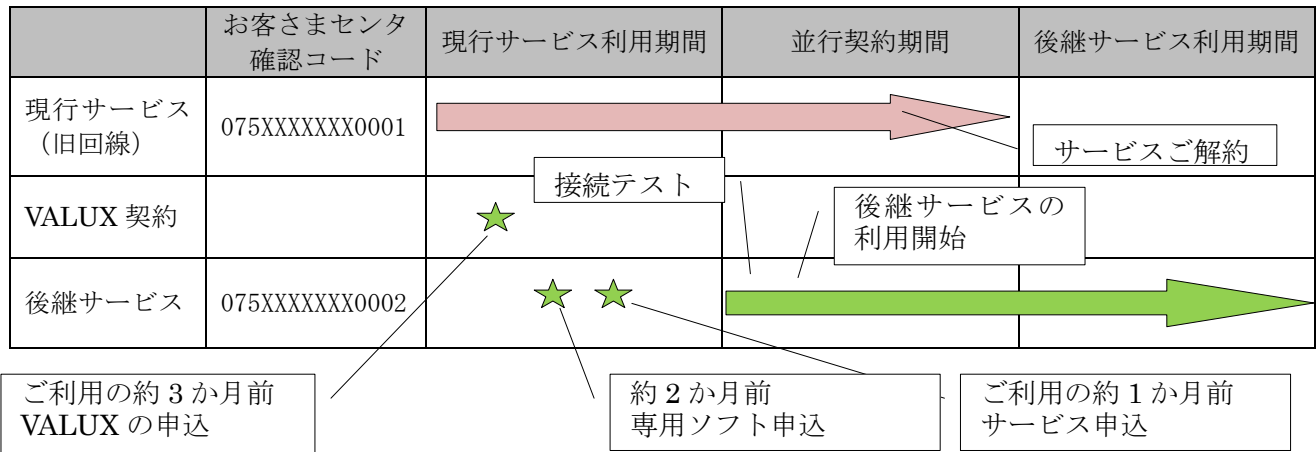 お客さまセンタ
確認コード
現行サービス利用期間
並行契約期間
後継サービス利用期間
現行サービス
（旧回線）
075XXXXXXX0001
サービスご解約
接続テスト
VALUX 契約
後継サービスの
利用開始
後継サービス
075XXXXXXX0002
ご利用の約 3 か月前
VALUX の申込
約 2 か月前
専用ソフト申込
ご利用の約 1 か月前
サービス申込